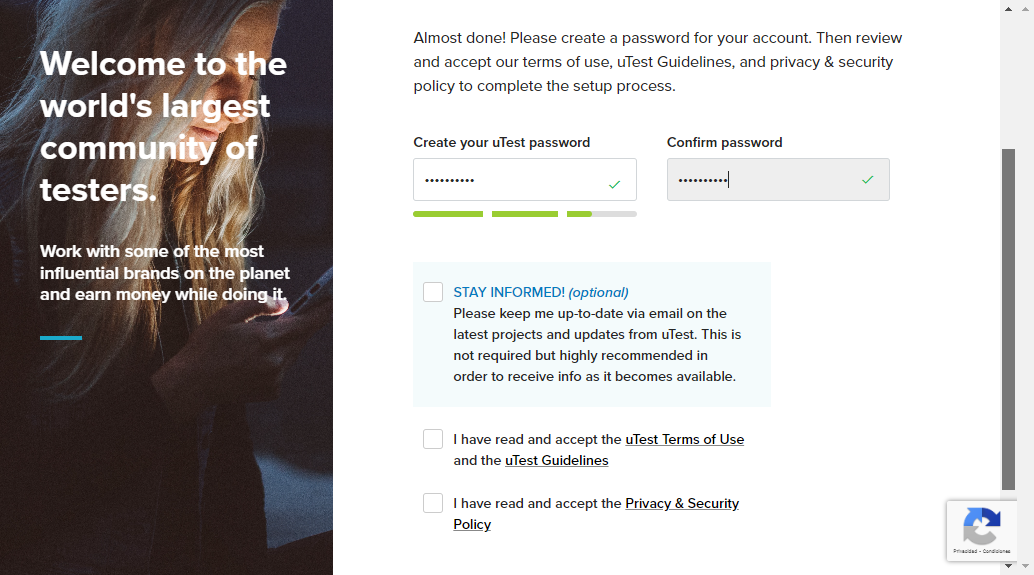 Welcome to the
world's largest
community of
testers.
Work with some of the most
influential brands on the planet
and earn money while doing it.
Almost done! Please create a password for your account. Then review
and accept our terms of use, uTest Guidelines, and privacy & security
policy to complete the setup process.
Create your uTest password
Confirm password
••••••••••
••••••••••
STAY INFORMED! (optional)
Please keep me up-to-date via email on the
latest projects and updates from uTest. This is
not required but highly recommended in
order to receive info as it becomes available.
I have read and accept the uTest Terms of Use
and the uTest Guidelines
I have read and accept the Privacy & Security
Policy
Privacidad - Condiciones